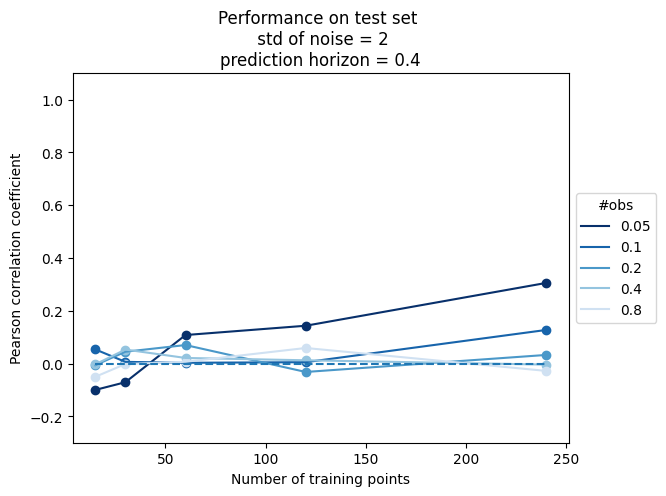 Performance on test set
std of noise = 2
prediction horizon = 0.4
1.0
0.8
0.6
0.4
0.2
0.0
−0.2
Pearson correlation coefficient
50
100
150
200
250
Number of training points
#obs
0.05
0.1
0.2
0.4
0.8